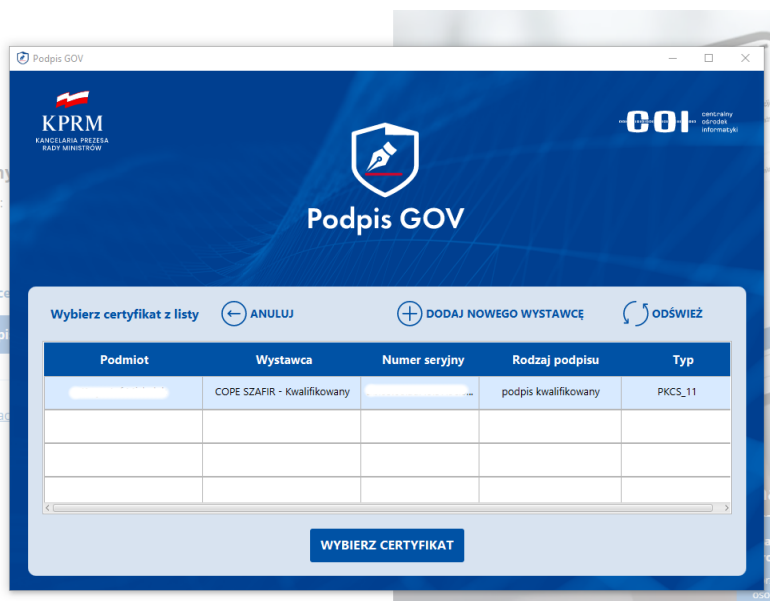 Podpis GOV
KPRM
KANCELARIA PREZESA
RADY MINISTRÓW
COI
centralny
ośrodek
informatyki
Podpis GOV
Wybierz certyfikat z listy
ANULUJ
DODAJ NOWEGO WYSTAWCĘ
ODŚWIEŻ
Podmiot Wystawca Numer seryjny Rodzaj podpisu Typ
COPE SZAFIR - Kwalifikowany ... podpis kwalifikowany PKCS_11
WYBIERZ CERTYFIKAT